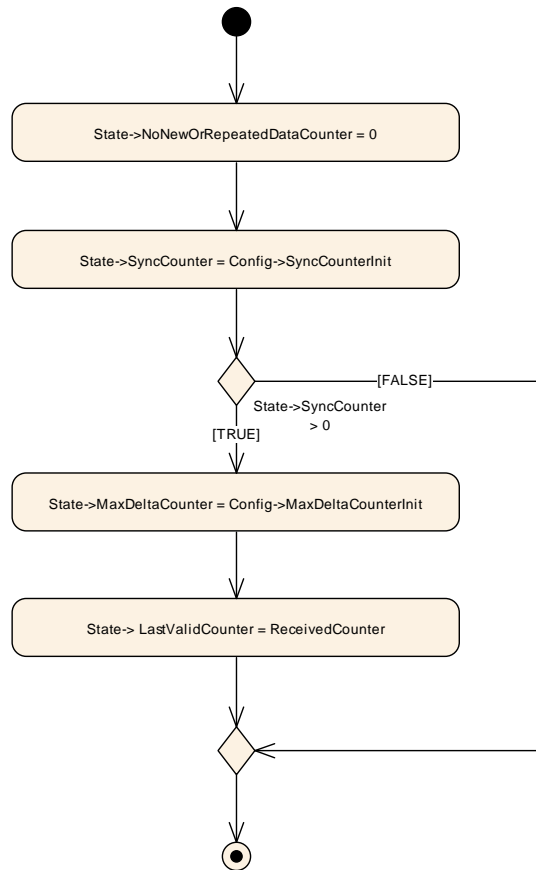 State->NoNewOrRepeatedDataCounter = 0
State->SyncCounter = Config->SyncCounterInit
[FALSE]
State->SyncCounter
> 0
[TRUE]
State->MaxDeltaCounter = Config->MaxDeltaCounterInit
State-> LastValidCounter = ReceivedCounter